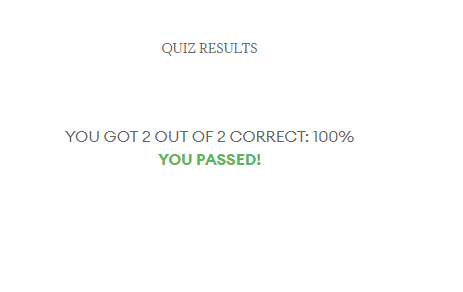 QUIZ RESULTS
YOU GOT 2 OUT OF 2 CORRECT: 100%
YOU PASSED!